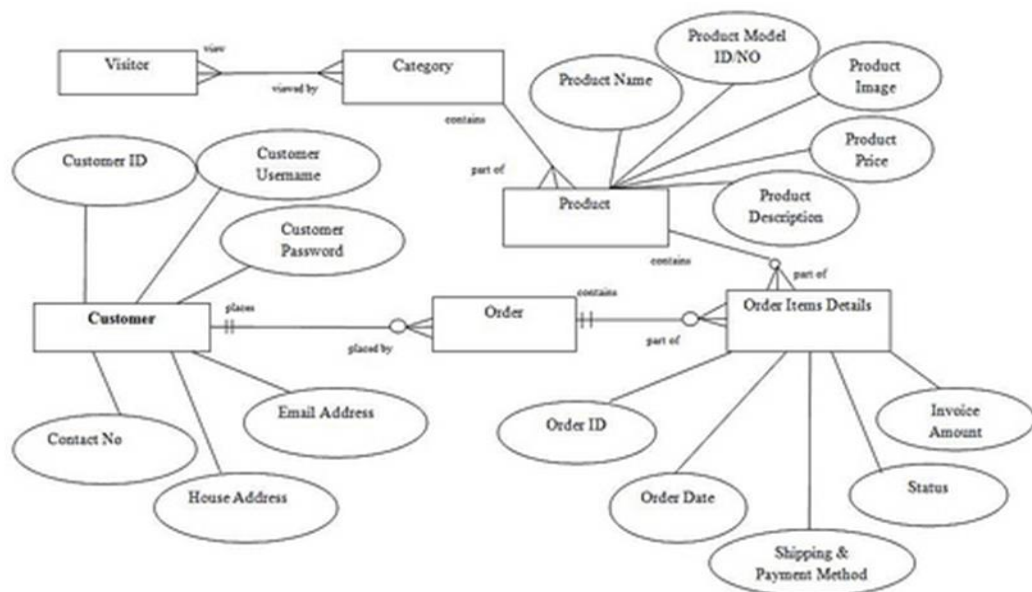 Product Model
ID/NO
view
Visitor
Category
Product Name
Product
Image
viewed by
contains
Customer ID
Customer
Username
Product
Price
part of
Product
Product
Description
Customer
Password
contains
part of
places
contains
Customer
Order
Order Items Details
placed by
part of
Email Address
Order ID
Invoice
Amount
Contact No
House Address
Order Date
Status
Shipping &
Payment Method